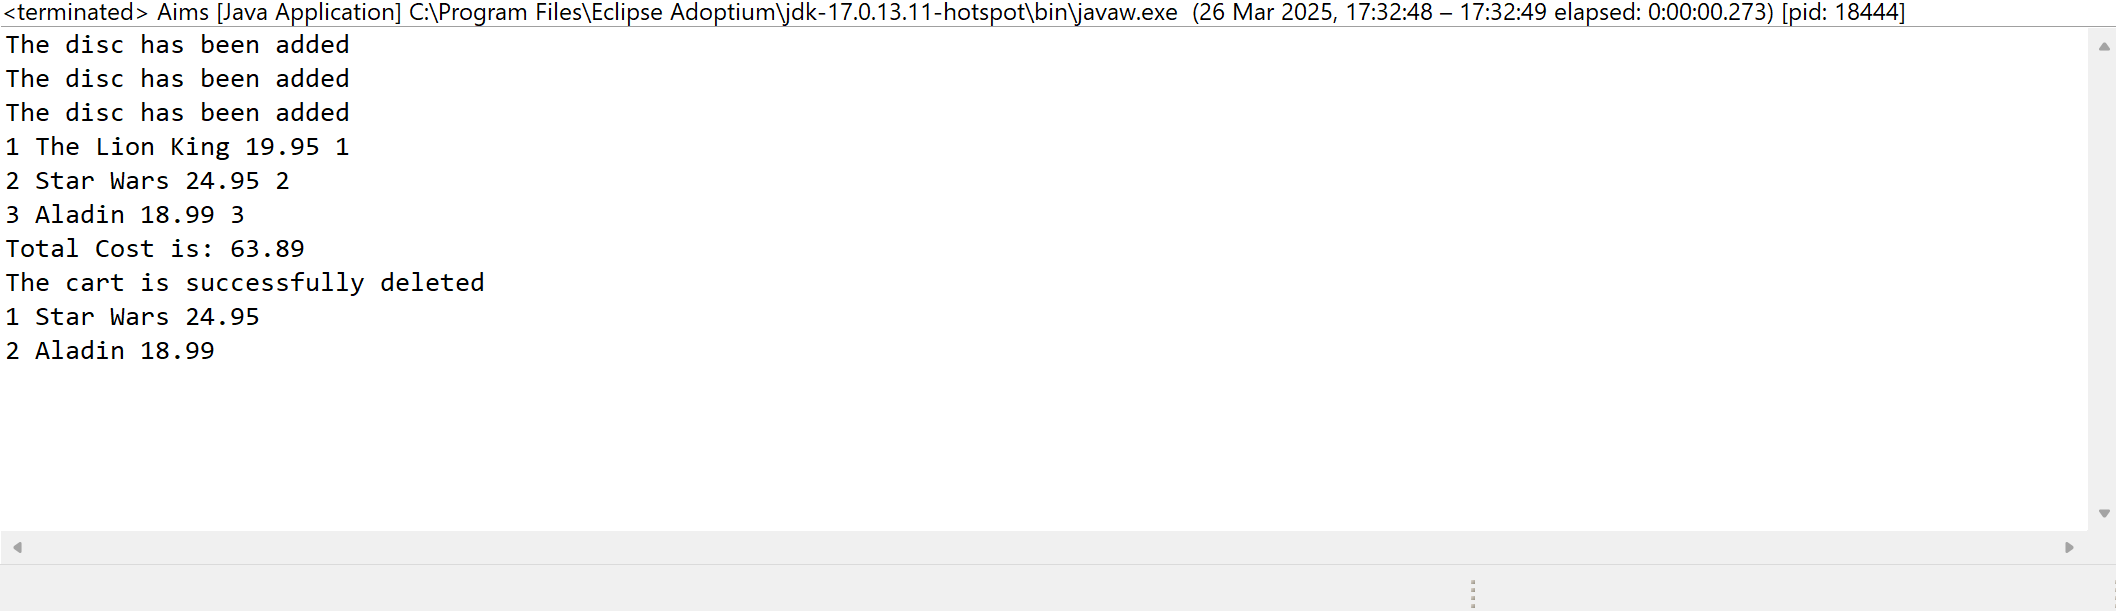 <terminated> Aims [Java Application] C:\Program Files\Eclipse Adoptium\jdk-17.0.13.11-hotspot\bin\javaw.exe  (26 Mar 2025, 17:32:48 – 17:32:49 elapsed: 0:00:00.273) [pid: 18444]
The disc has been added
The disc has been added
The disc has been added
1 The Lion King 19.95 1
2 Star Wars 24.95 2
3 Aladin 18.99 3
Total Cost is: 63.89
The cart is successfully deleted
1 Star Wars 24.95
2 Aladin 18.99